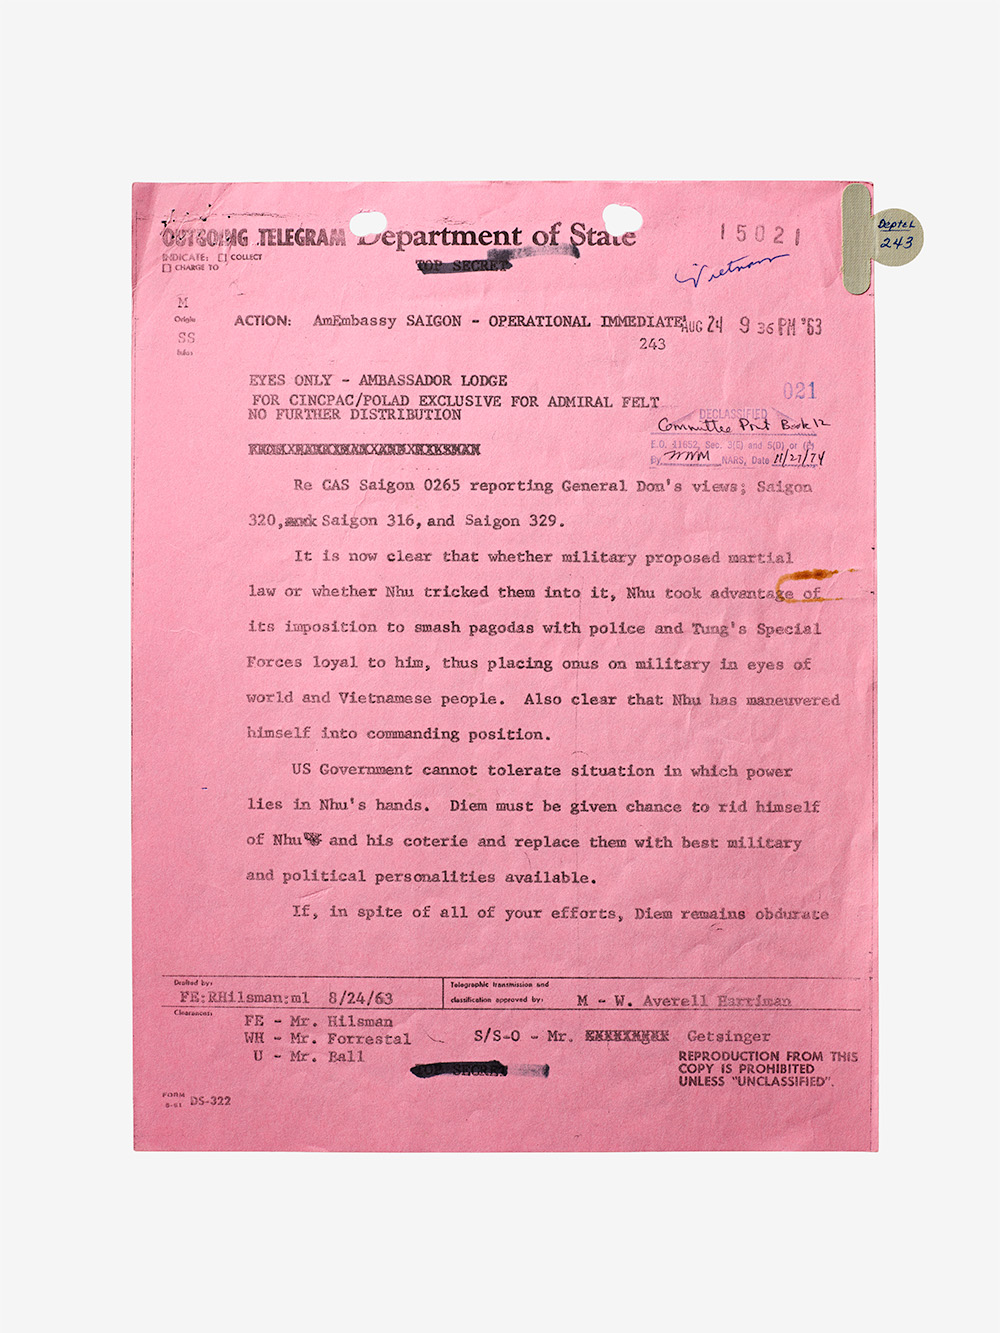 OUTGOING TELEGRAM Department of State
INDICATE: [] COLLECT
[] CHARGE TO
TOP SECRET
15021
Vietnam
Deptel
243
M
Origin
SS
Info:
ACTION: AmEmbassy SAIGON - OPERATIONAL IMMEDIATE
AUG 24 9 36 PM '63
243
EYES ONLY - AMBASSADOR LODGE
FOR CINCPAC/POLAD EXCLUSIVE FOR ADMIRAL FELT
NO FURTHER DISTRIBUTION
021
DECLASSIFIED
Committee Print Book 12
E.O. 11652, Sec. 3(E) and 5(D) or (E)
By MWM NARS, Date 11/27/74
Re CAS Saigon 0265 reporting General Don's views; Saigon
320, Saigon 316, and Saigon 329.
It is now clear that whether military proposed martial
law or whether Nhu tricked them into it, Nhu took advantage of
its imposition to smash pagodas with police and Tung's Special
Forces loyal to him, thus placing onus on military in eyes of
world and Vietnamese people. Also clear that Nhu has maneuvered
himself into commanding position.
US Government cannot tolerate situation in which power
lies in Nhu's hands. Diem must be given chance to rid himself
of Nhu and his coterie and replace them with best military
and political personalities available.
If, in spite of all of your efforts, Diem remains obdurate
Drafted by:
FE:RHilsman:ml 8/24/63
Telegraphic transmission and
classification approved by: M - W. Averell Harriman
Clearances:
FE - Mr. Hilsman
WH - Mr. Forrestal
U - Mr. Ball
S/S-O - Mr. Getsinger
TOP SECRET
REPRODUCTION FROM THIS
COPY IS PROHIBITED
UNLESS "UNCLASSIFIED".
FORM
8-61 DS-322